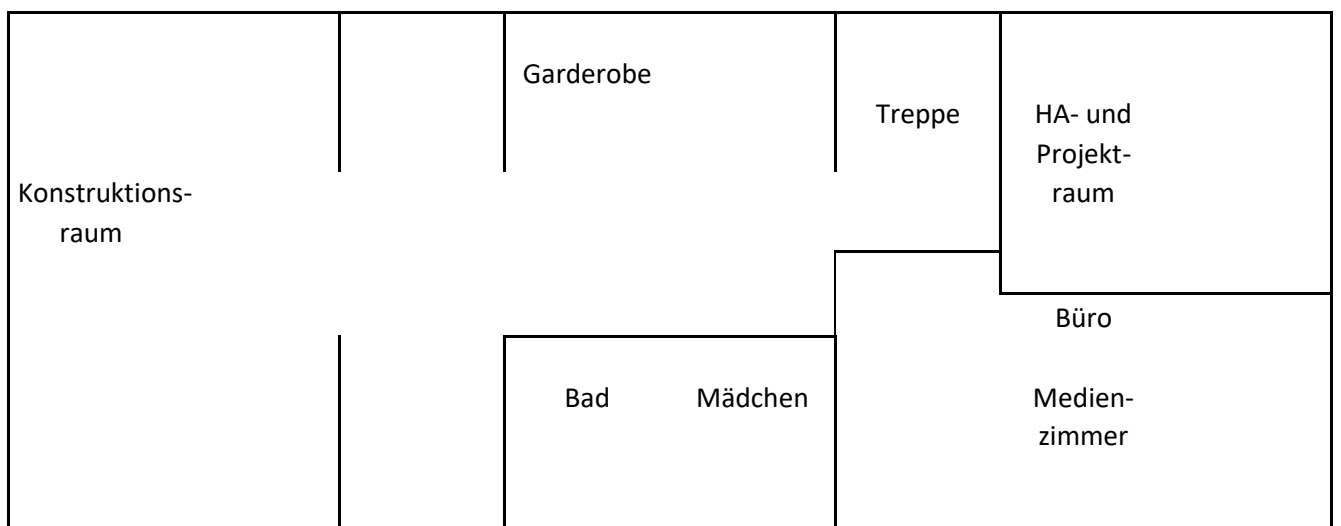 Garderobe
Treppe
HA- und
Projekt-
raum
Konstruktions-
raum
Büro
Bad Mädchen
Medien-
zimmer